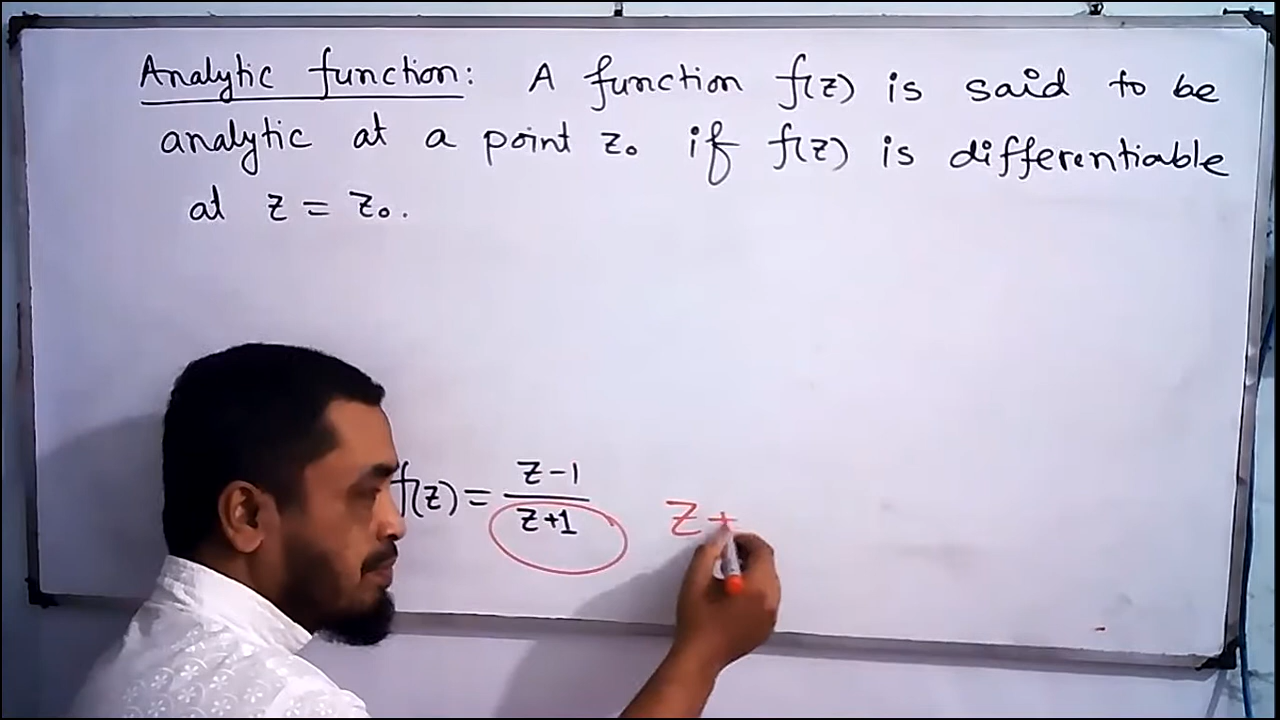 Analytic function: A function f(z) is said to be
analytic at a point z₀ if f(z) is differentiable
at z = z₀.
f(z) = z-1
z+1
z+